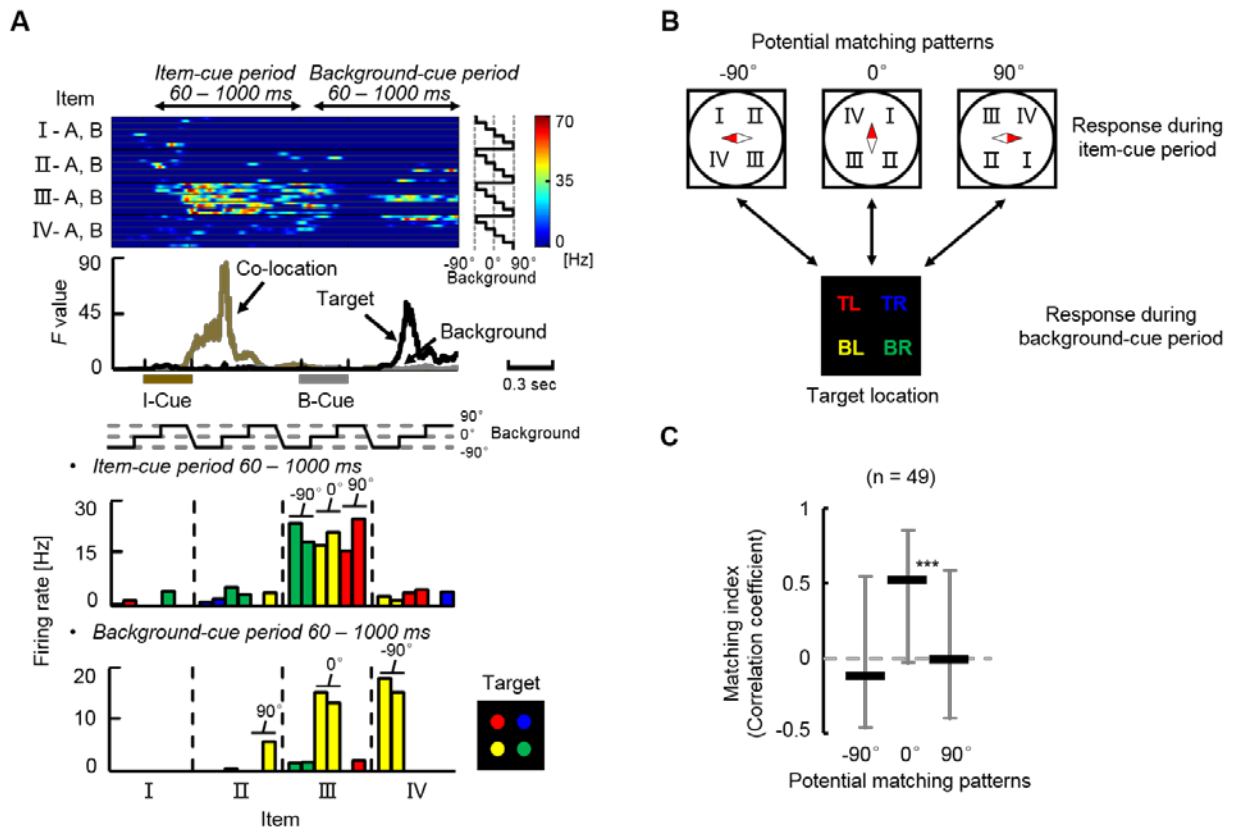 A
Item-cue period
60 – 1000 ms
Background-cue period
60 – 1000 ms
Item
I - A, B
II - A, B
III- A, B
IV- A, B
70
35
0
[Hz]
-90° 0° 90°
Background
90
45
0
F value
Co-location
Target
Background
0.3 sec
I-Cue
B-Cue
90°
0°
-90°
Background
• Item-cue period 60 – 1000 ms
30
15
0
-90°
0°
90°
Firing rate [Hz]
• Background-cue period 60 – 1000 ms
20
10
0
90°
0°
-90°
Target
I II III IV
Item
B
Potential matching patterns
-90° 0° 90°
I II
IV III
IV I
III II
III IV
II I
Response during
item-cue period
TL TR
BL BR
Response during
background-cue period
Target location
C
(n = 49)
1
0.5
0
-0.5
***
Matching index
(Correlation coefficient)
-90° 0° 90°
Potential matching patterns